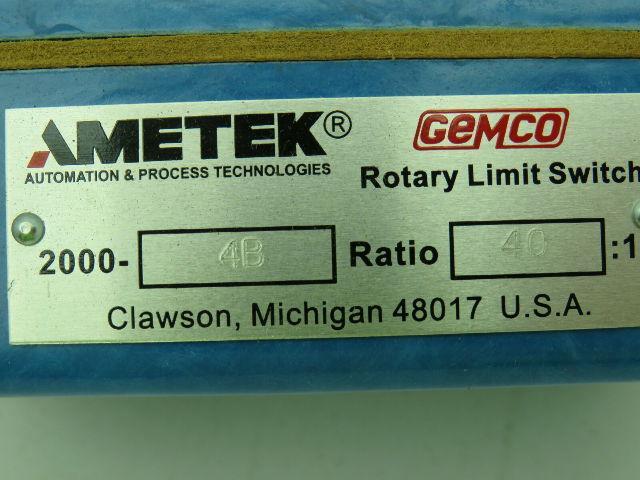 AMETEK® GEMCO
AUTOMATION & PROCESS TECHNOLOGIES
Rotary Limit Switch
2000- 4B Ratio 40 :1
Clawson, Michigan 48017 U.S.A.